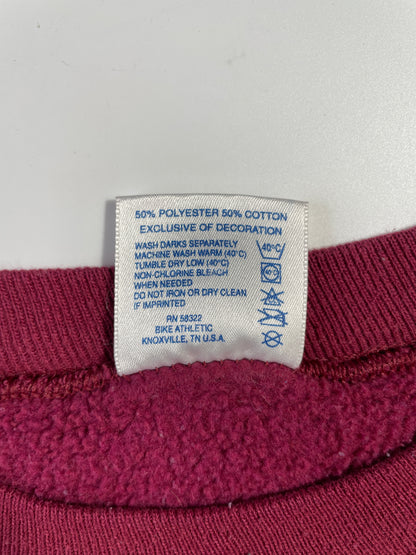 50% POLYESTER 50% COTTON
EXCLUSIVE OF DECORATION
WASH DARKS SEPARATELY
MACHINE WASH WARM (40°C)
TUMBLE DRY LOW (40°C)
NON-CHLORINE BLEACH
WHEN NEEDED
DO NOT IRON OR DRY CLEAN
IF IMPRINTED
40°C
RN 58322
BIKE ATHLETIC
KNOXVILLE, TN U.S.A.